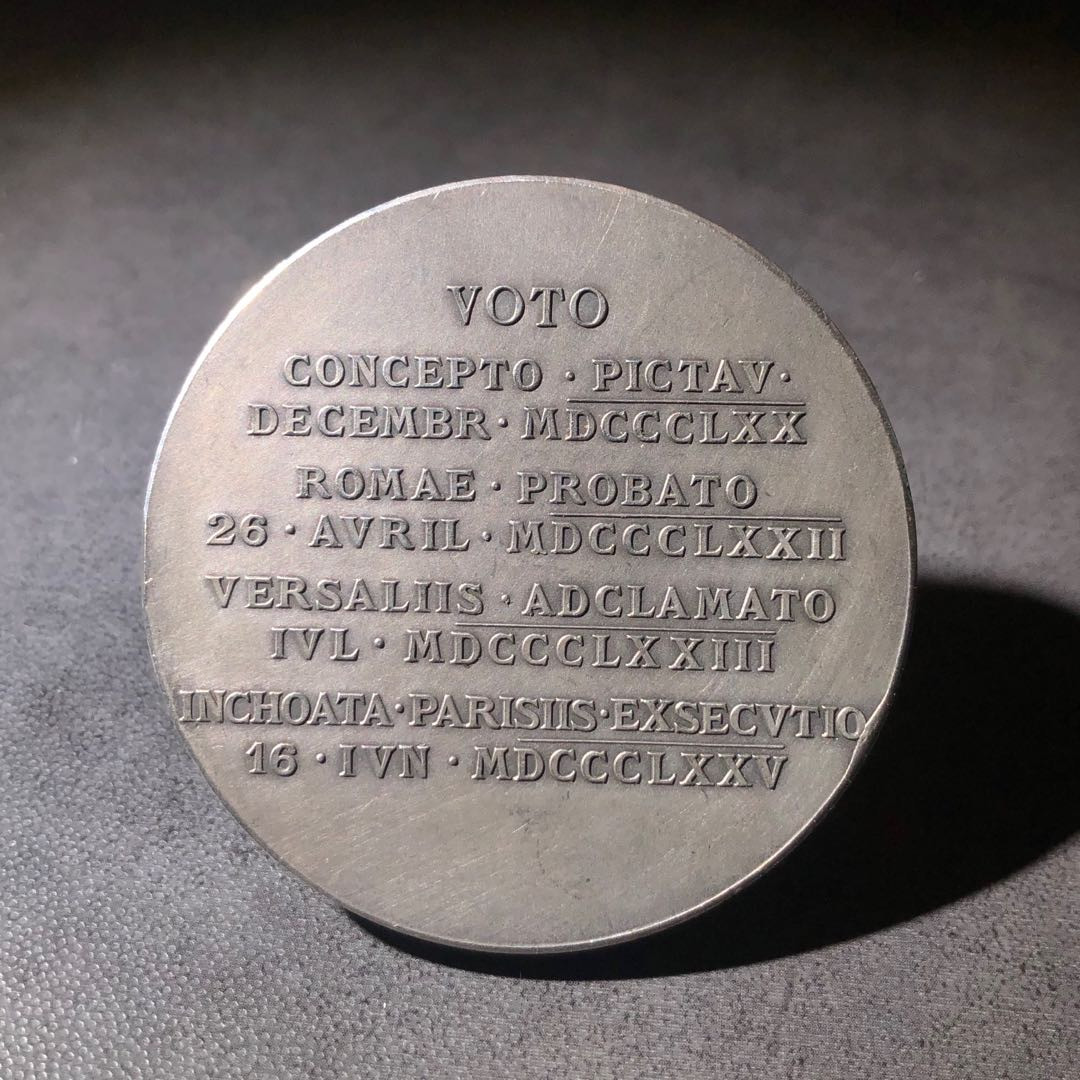 VOTO
CONCEPTO · PICTAV ·
DECEMBR · MDCCCLXX
ROMAE · PROBATO
26 · AVRIL · MDCCCLXXII
VERSALIIS · ADCLAMATO
IVL · MDCCCLXXIII
INCHOATA · PARISIIS · EXSECVTIO
16 · IVN · MDCCCLXXV